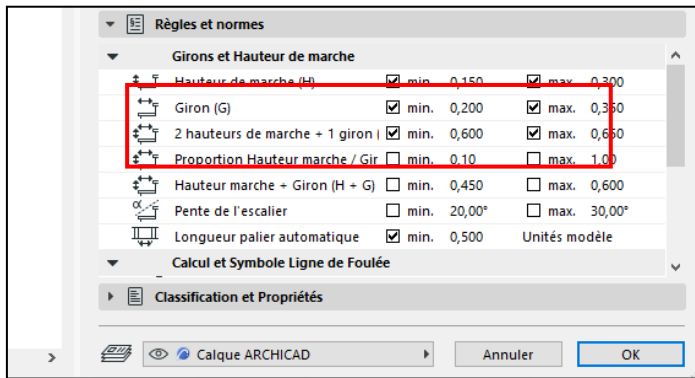 Règles et normes
Girons et Hauteur de marche
Hauteur de marche (H) min. 0,150 max. 0,300
Giron (G) min. 0,200 max. 0,350
2 hauteurs de marche + 1 giron ( min. 0,600 max. 0,650
Proportion Hauteur marche / Gir min. 0,10 max. 1,00
Hauteur marche + Giron (H + G) min. 0,450 max. 0,600
α Pente de l'escalier min. 20,00° max. 30,00°
Longueur palier automatique min. 0,500 Unités modèle
Calcul et Symbole Ligne de Foulée
Classification et Propriétés
Calque ARCHICAD Annuler OK